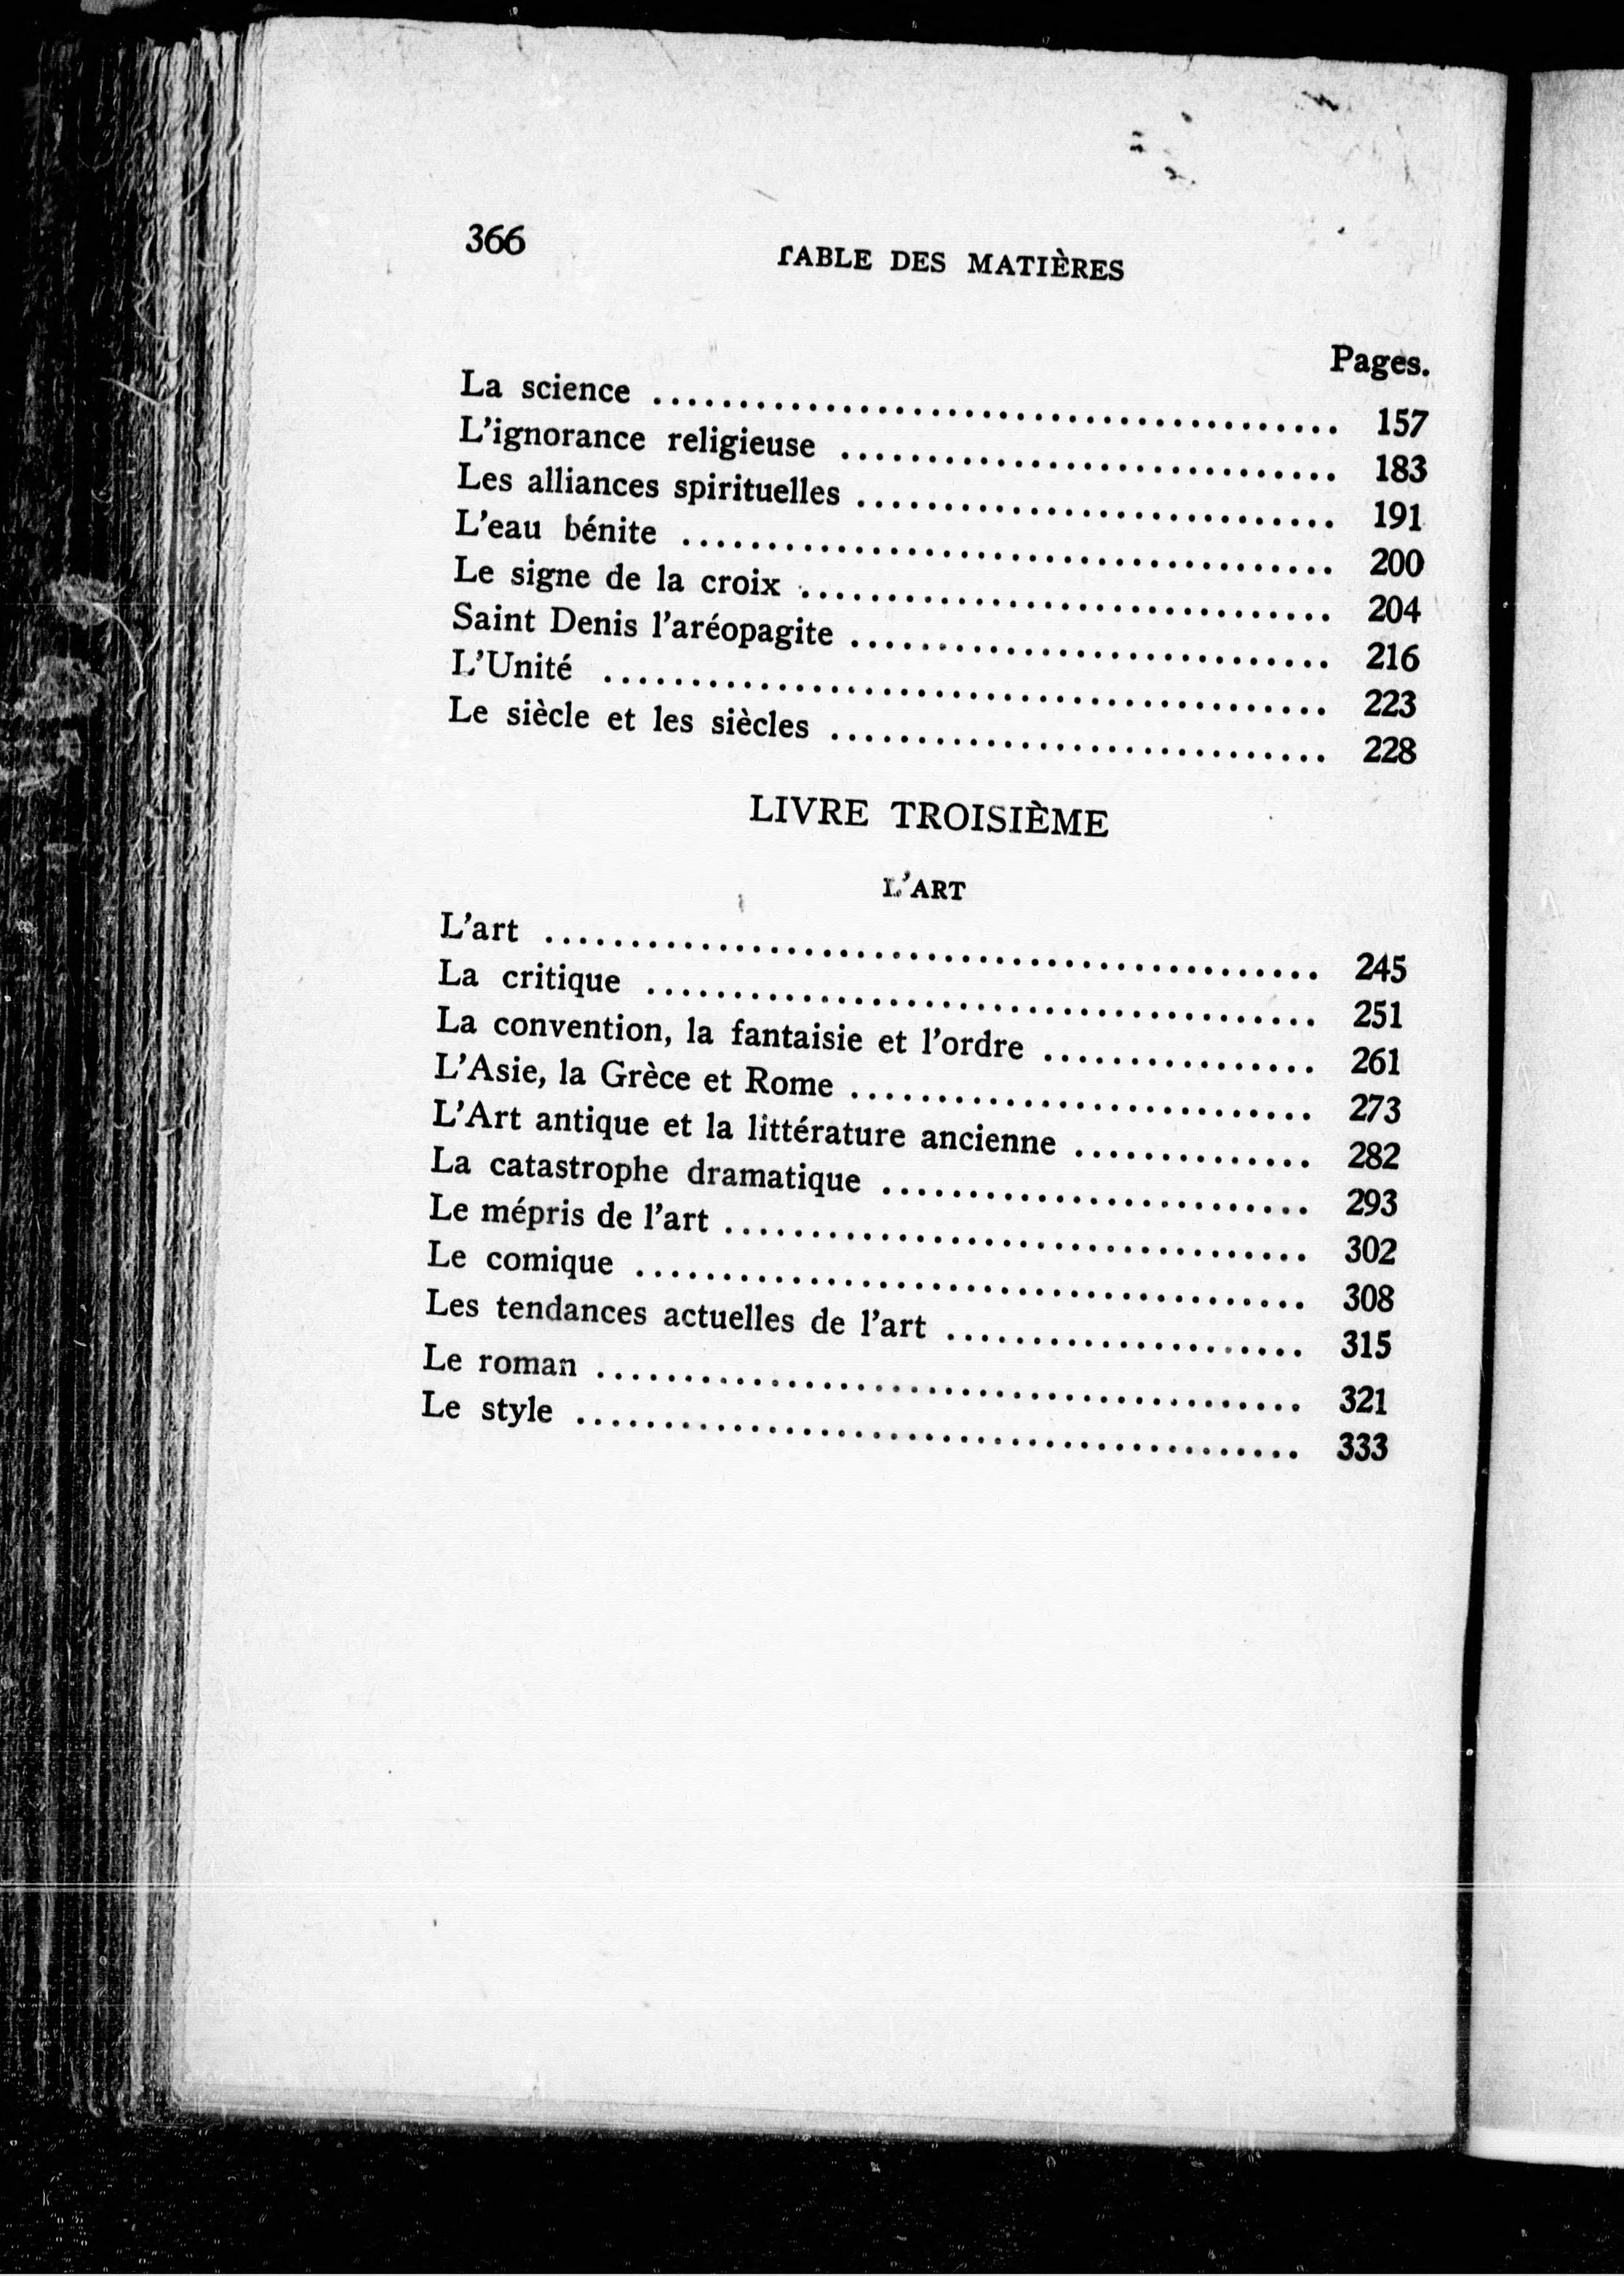 366
TABLE DES MATIÈRES
Pages.
La science ........................................ 157
L'ignorance religieuse ............................. 183
Les alliances spirituelles ............................ 191
L'eau bénite ...................................... 200
Le signe de la croix ............................... 204
Saint Denis l'aréopagite ............................ 216
L'Unité .......................................... 223
Le siècle et les siècles ............................. 228
LIVRE TROISIÈME
L'ART
L'art ............................................. 245
La critique ....................................... 251
La convention, la fantaisie et l'ordre ................ 261
L'Asie, la Grèce et Rome ........................... 273
L'Art antique et la littérature ancienne .............. 282
La catastrophe dramatique ......................... 293
Le mépris de l'art .................................. 302
Le comique ....................................... 308
Les tendances actuelles de l'art ..................... 315
Le roman ......................................... 321
Le style .......................................... 333